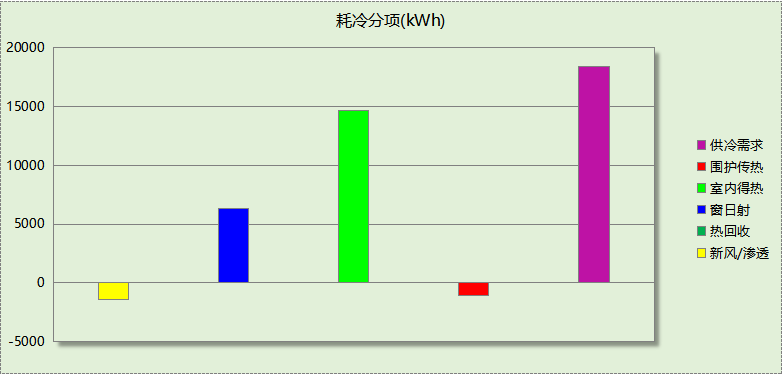 耗冷分项(kWh)
20000
15000
10000
5000
0
-5000
供冷需求
围护传热
室内得热
窗日射
热回收
新风/渗透